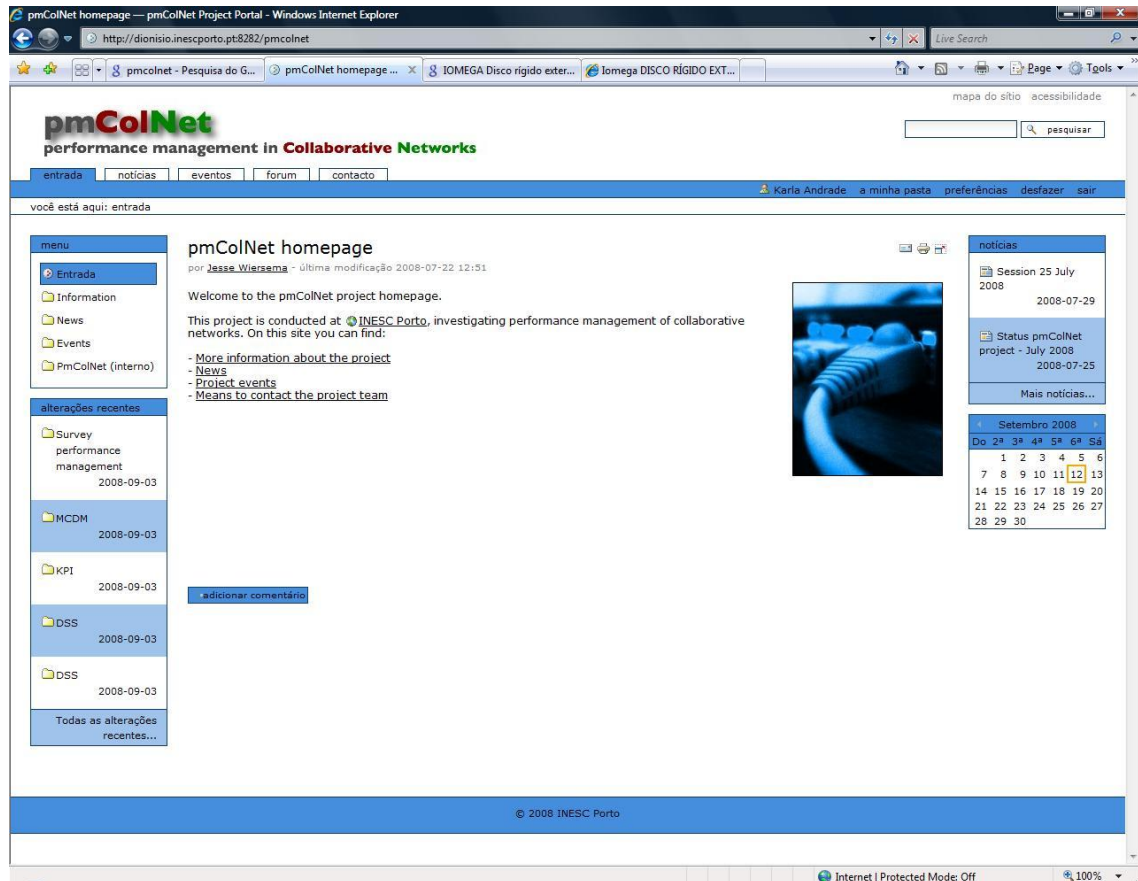 pmColNet homepage — pmColNet Project Portal - Windows Internet Explorer
http://dionisio.inescporto.pt:8282/pmcolnet
Live Search
pmcolnet - Pesquisa do G...
pmColNet homepage ...
IOMEGA Disco rígido exter...
Iomega DISCO RÍGIDO EXT...
Page
Tools
mapa do sítio acessibilidade
pmColNet
pesquisar
performance management in Collaborative Networks
entrada notícias eventos forum contacto
Karla Andrade a minha pasta preferências desfazer sair
você está aqui: entrada
menu
Entrada
Information
News
Events
PmColNet (interno)
alterações recentes
Survey
performance
management
2008-09-03
MCDM
2008-09-03
KPI
2008-09-03
DSS
2008-09-03
DSS
2008-09-03
Todas as alterações
recentes...
pmColNet homepage
por Jesse Wiersema - última modificação 2008-07-22 12:51
Welcome to the pmColNet project homepage.
This project is conducted at INESC Porto, investigating performance management of collaborative
networks. On this site you can find:
- More information about the project
- News
- Project events
- Means to contact the project team
adicionar comentário
notícias
Session 25 July
2008
2008-07-29
Status pmColNet
project - July 2008
2008-07-25
Mais notícias...
Setembro 2008
Do 2ª 3ª 4ª 5ª 6ª Sá
1 2 3 4 5 6
7 8 9 10 11 12 13
14 15 16 17 18 19 20
21 22 23 24 25 26 27
28 29 30
© 2008 INESC Porto
Internet | Protected Mode: Off
100%